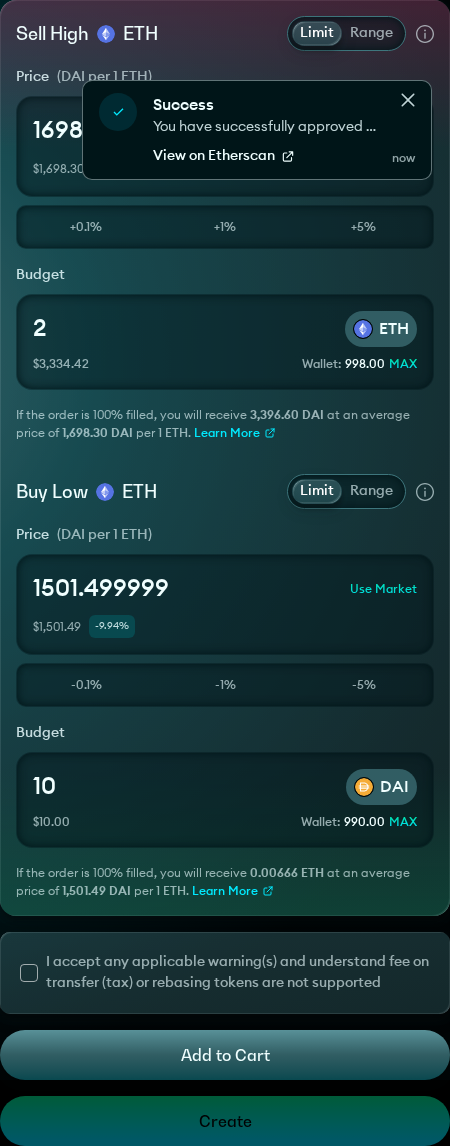 Sell High ETH
Limit Range
Price (DAI per 1 ETH)
Success
You have successfully approved ...
View on Etherscan
now
1698
$1,698.30
+0.1% +1% +5%
Budget
2
ETH
$3,334.42
Wallet: 998.00 MAX
If the order is 100% filled, you will receive 3,396.60 DAI at an average
price of 1,698.30 DAI per 1 ETH. Learn More
Buy Low ETH
Limit Range
Price (DAI per 1 ETH)
1501.499999
Use Market
$1,501.49 -9.94%
-0.1% -1% -5%
Budget
10
DAI
$10.00
Wallet: 990.00 MAX
If the order is 100% filled, you will receive 0.00666 ETH at an average
price of 1,501.49 DAI per 1 ETH. Learn More
I accept any applicable warning(s) and understand fee on
transfer (tax) or rebasing tokens are not supported
Add to Cart
Create